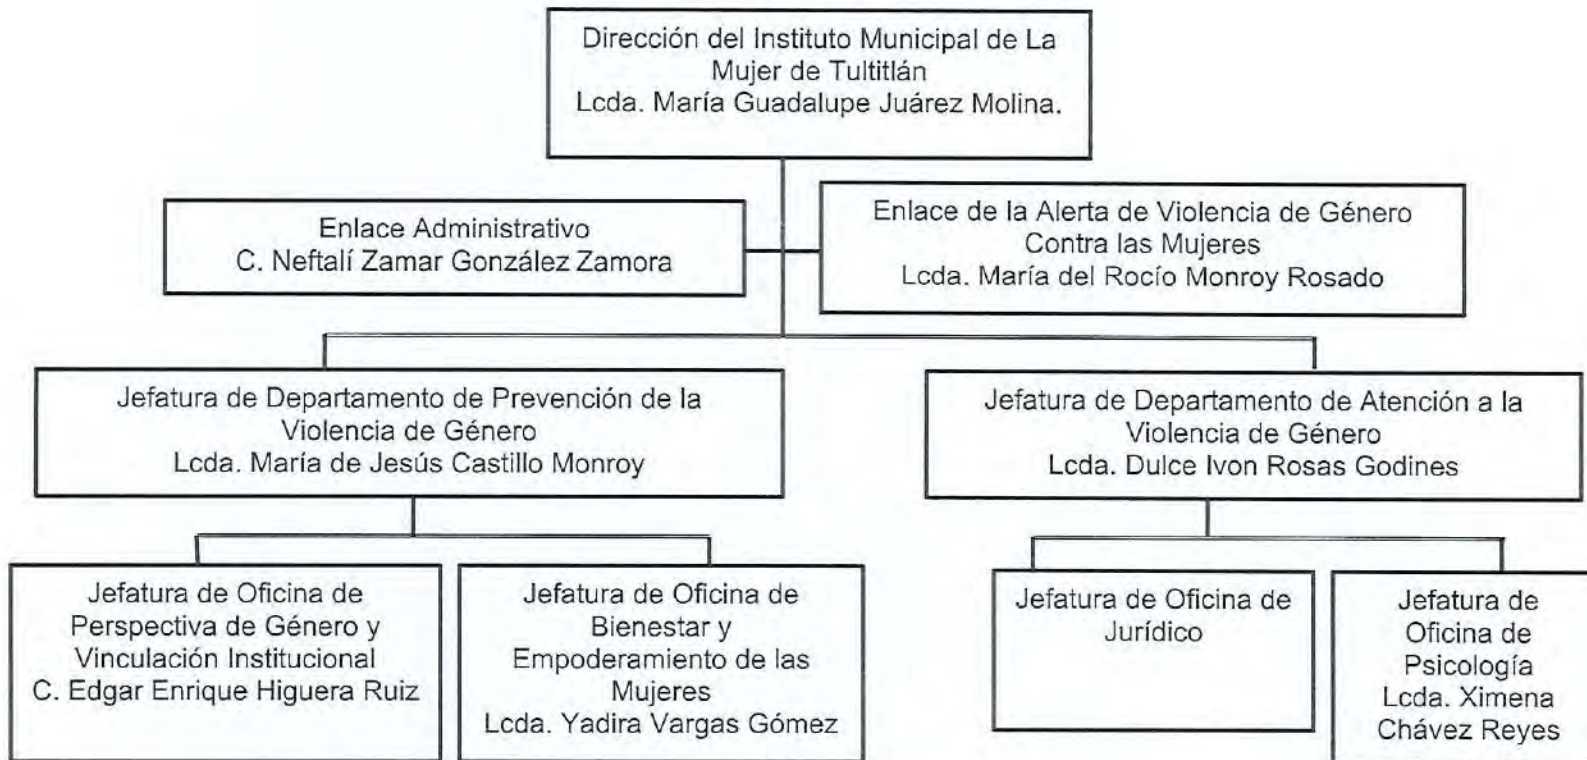 Dirección del Instituto Municipal de La
Mujer de Tultitlán
Lcda. María Guadalupe Juárez Molina.
Enlace Administrativo
C. Neftalí Zamar González Zamora
Enlace de la Alerta de Violencia de Género
Contra las Mujeres
Lcda. María del Rocío Monroy Rosado
Jefatura de Departamento de Prevención de la
Violencia de Género
Lcda. María de Jesús Castillo Monroy
Jefatura de Departamento de Atención a la
Violencia de Género
Lcda. Dulce Ivon Rosas Godines
Jefatura de Oficina de
Perspectiva de Género y
Vinculación Institucional
C. Edgar Enrique Higuera Ruiz
Jefatura de Oficina de
Bienestar y
Empoderamiento de las
Mujeres
Lcda. Yadira Vargas Gómez
Jefatura de Oficina de
Jurídico
Jefatura de
Oficina de
Psicología
Lcda. Ximena
Chávez Reyes